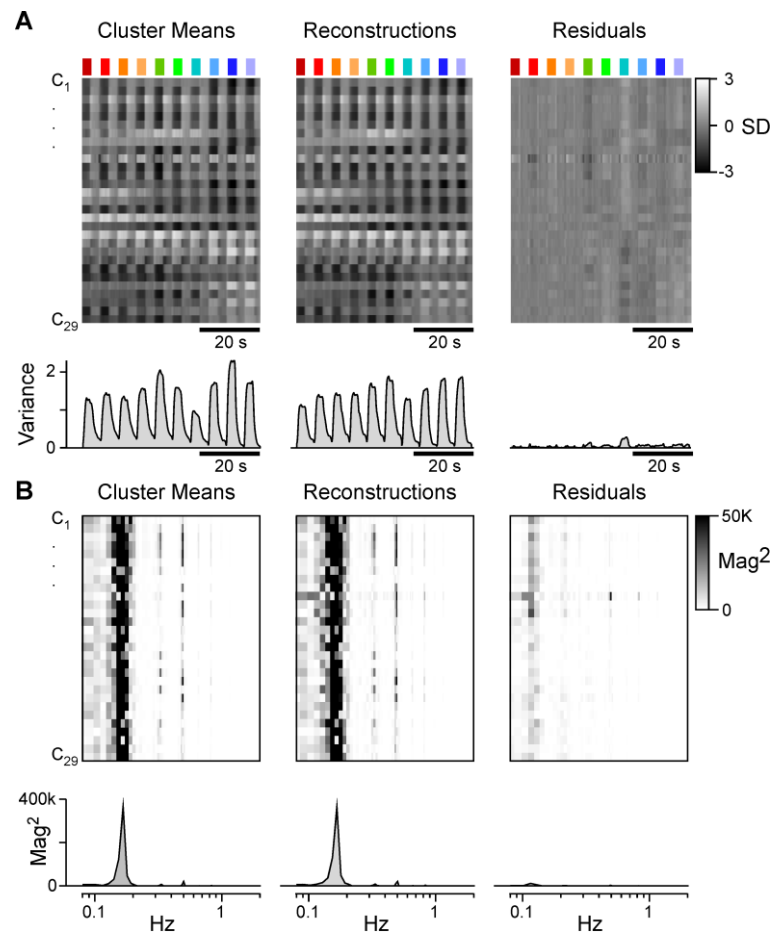 A
Cluster Means Reconstructions Residuals
C1
.
.
.
C29
3
0 SD
-3
20 s 20 s 20 s
2
Variance
0
20 s 20 s
B
Cluster Means Reconstructions Residuals
C1
.
.
.
C29
50K
Mag2
0
400k
Mag2
0
0.1 1 0.1 1 0.1 1
Hz Hz Hz